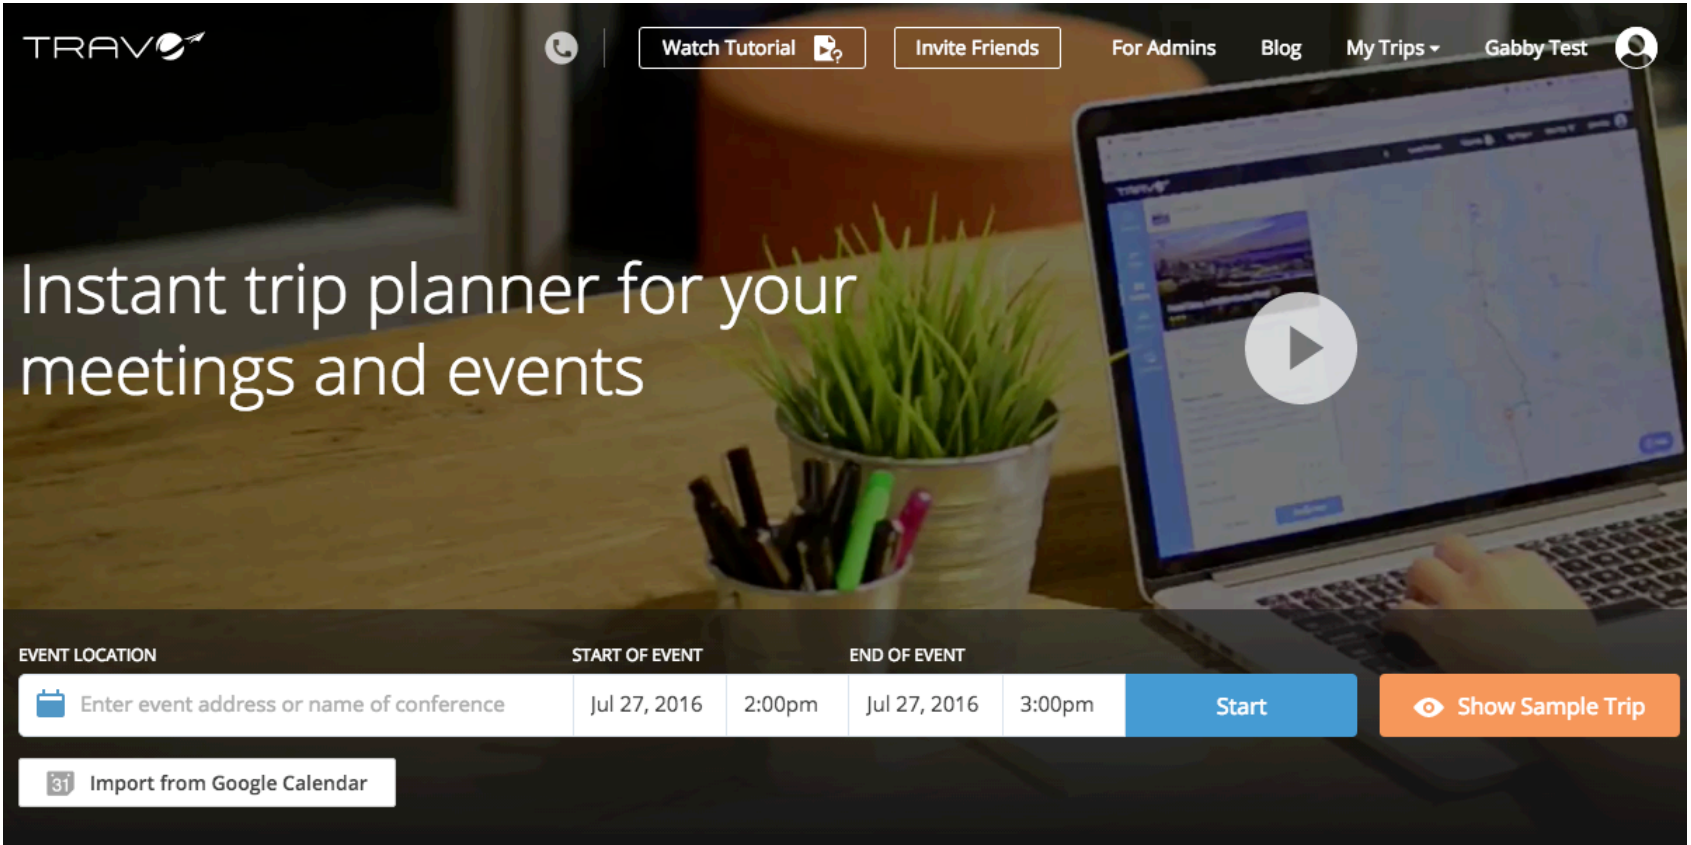 TRAVO
Watch Tutorial
Invite Friends
For Admins
Blog
My Trips
Gabby Test
Instant trip planner for your
meetings and events
EVENT LOCATION
START OF EVENT
END OF EVENT
Enter event address or name of conference
Jul 27, 2016
2:00pm
Jul 27, 2016
3:00pm
Start
Show Sample Trip
31
Import from Google Calendar